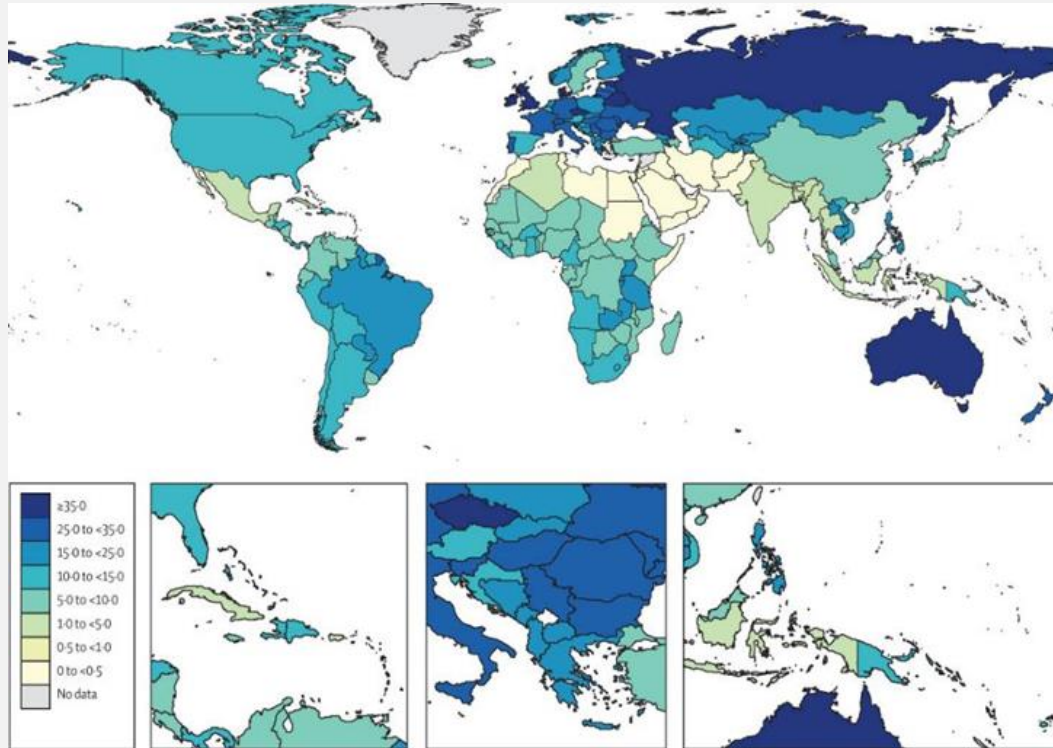 ≥35·0
25·0 to <35·0
15·0 to <25·0
10·0 to <15·0
5·0 to <10·0
1·0 to <5·0
0·5 to <1·0
0 to <0·5
No data